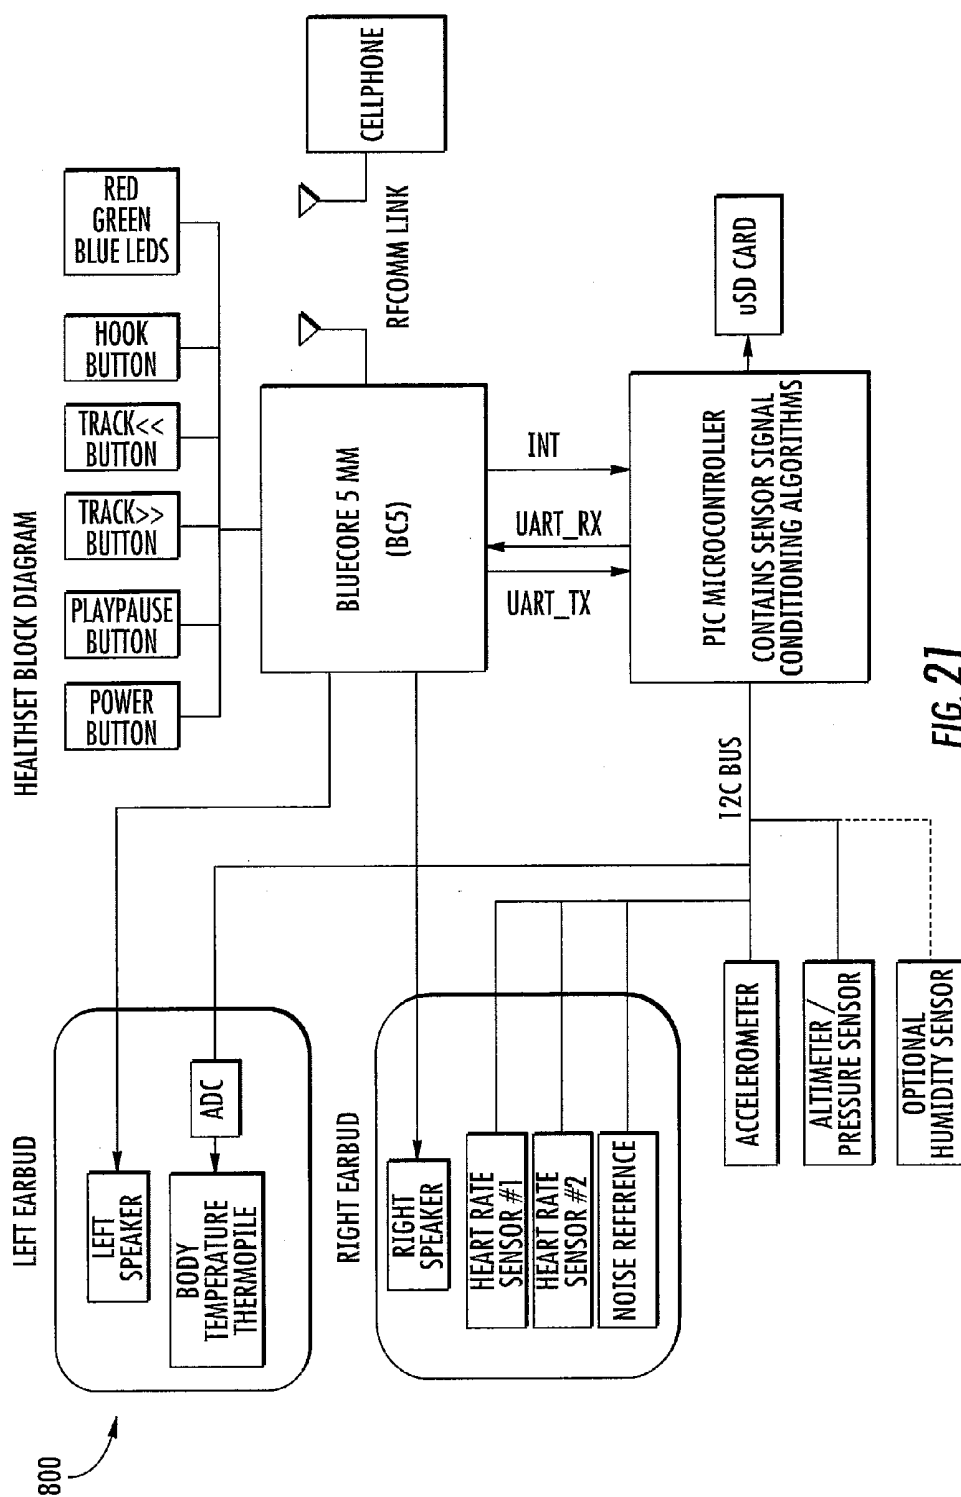 HEALTHSET BLOCK DIAGRAM
POWER
BUTTON
PLAYPAUSE
BUTTON
TRACK>>
BUTTON
TRACK<<
BUTTON
HOOK
BUTTON
RED
GREEN
BLUE LEDS
800
LEFT EARBUD
LEFT
SPEAKER
BODY
TEMPERATURE
THERMOPILE
ADC
RIGHT EARBUD
RIGHT
SPEAKER
HEART RATE
SENSOR #1
HEART RATE
SENSOR #2
NOISE REFERENCE
BLUECORE 5 MM
(BC5)
RFCOMM LINK
CELLPHONE
UART_TX
UART_RX
INT
PIC MICROCONTROLLER
CONTAINS SENSOR SIGNAL
CONDITIONING ALGORITHMS
uSD CARD
I2C BUS
ACCELEROMETER
ALTIMETER/
PRESSURE SENSOR
OPTIONAL
HUMIDITY SENSOR
FIG. 21